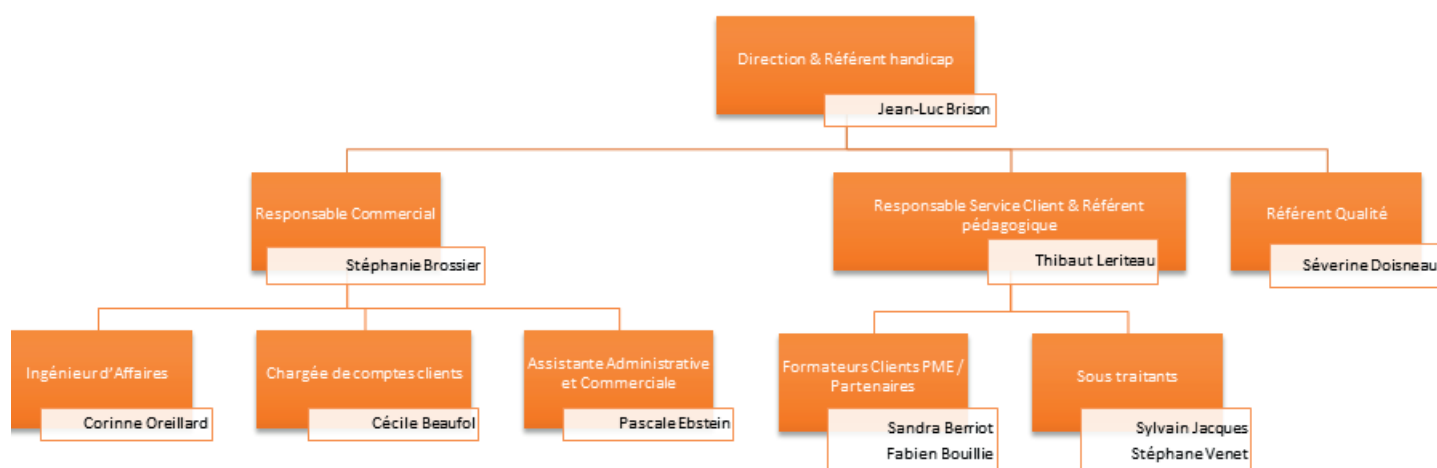 Direction & Référent handicap
Jean-Luc Brison
Responsable Commercial
Stéphanie Brossier
Responsable Service Client & Référent
pédagogique
Thibaut Leriteau
Référent Qualité
Séverine Doisneau
Ingénieur d'Affaires
Corinne Oreillard
Chargée de comptes clients
Cécile Beaufol
Assistante Administrative
et Commerciale
Pascale Ebstein
Formateurs Clients PME /
Partenaires
Sandra Berriot
Fabien Bouillie
Sous traitants
Sylvain Jacques
Stéphane Venet